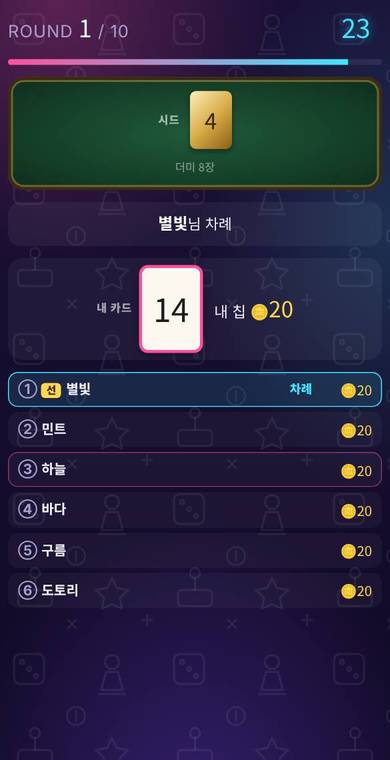 ROUND 1 / 10
23
시드 4
더미 8장
별빛님 차례
내 카드 14 내 칩 20
1 선 별빛 차례 20
2 민트 20
3 하늘 20
4 바다 20
5 구름 20
6 도토리 20